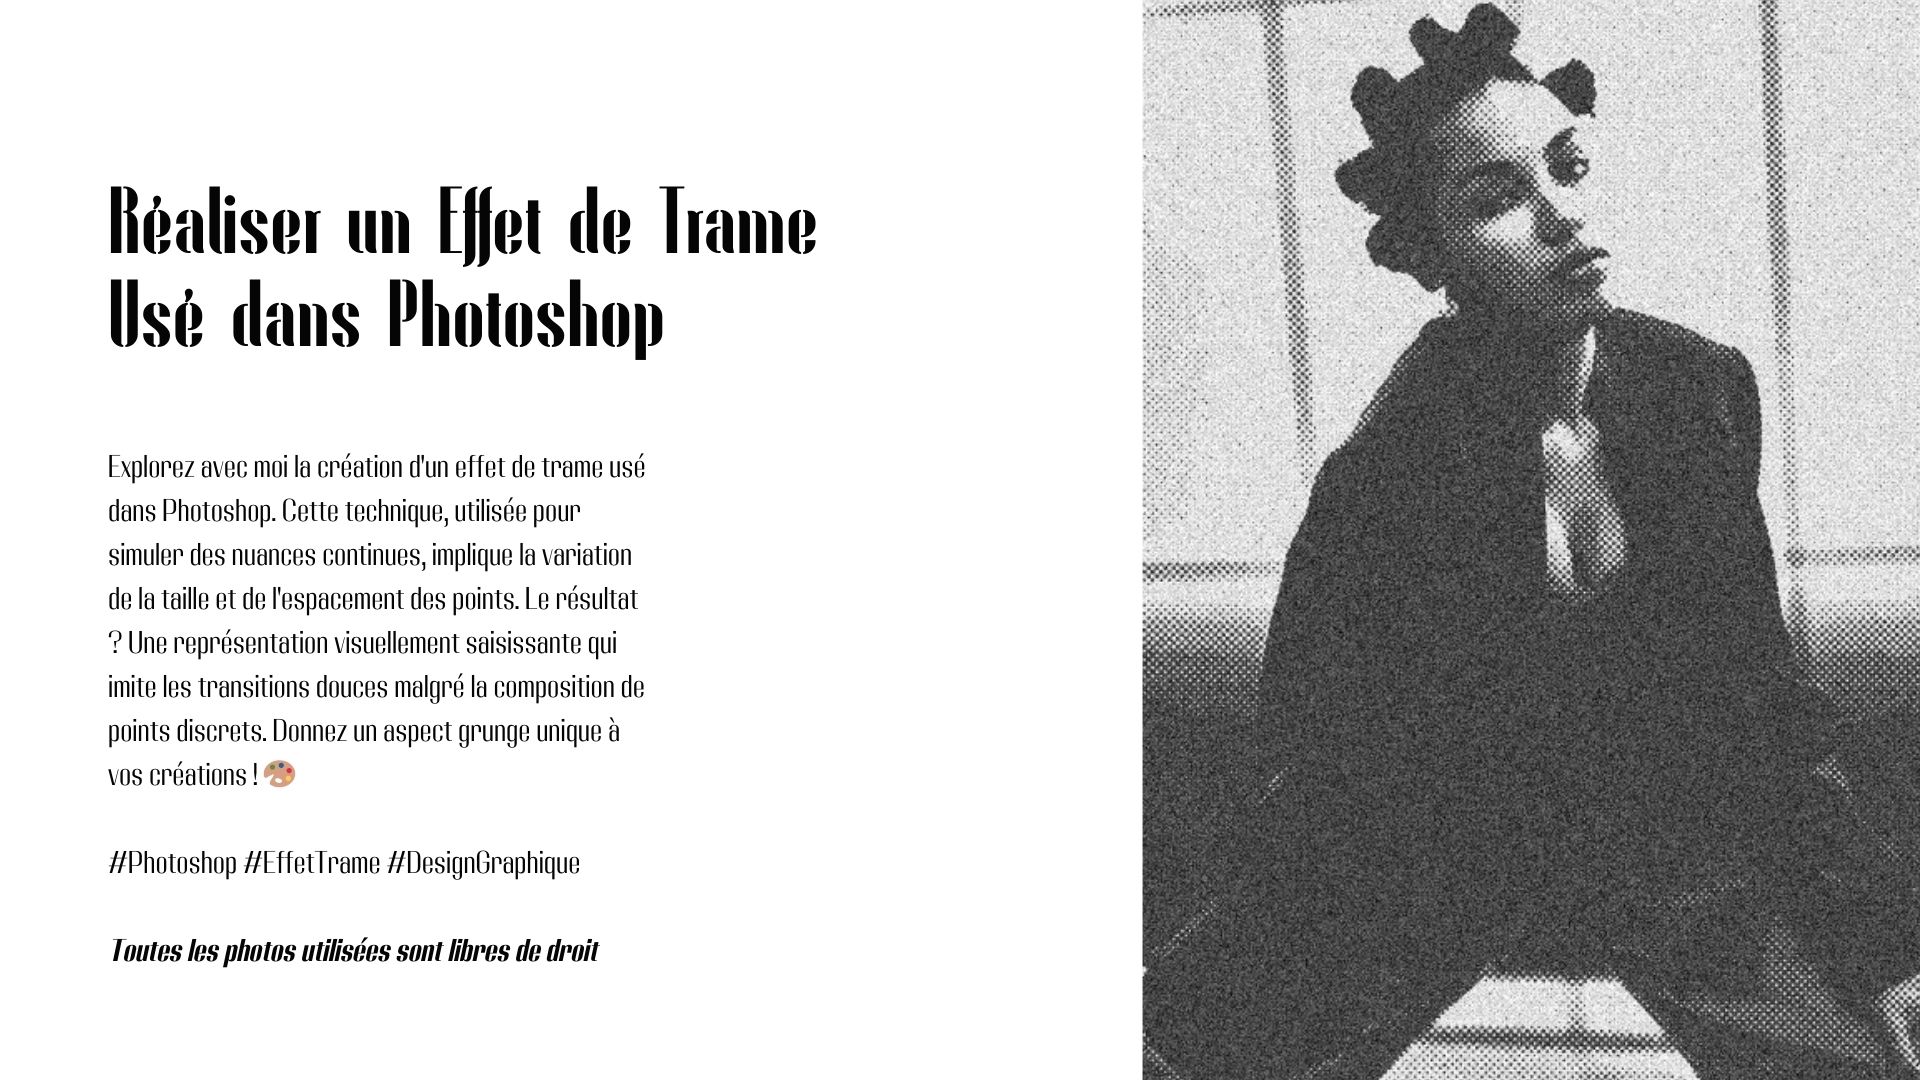 Réaliser un Effet de Trame
Usé dans Photoshop
Explorez avec moi la création d'un effet de trame usé
dans Photoshop. Cette technique, utilisée pour
simuler des nuances continues, implique la variation
de la taille et de l'espacement des points. Le résultat
? Une représentation visuellement saisissante qui
imite les transitions douces malgré la composition de
points discrets. Donnez un aspect grunge unique à
vos créations ! 🎨
#Photoshop #EffetTrame #DesignGraphique
Toutes les photos utilisées sont libres de droit